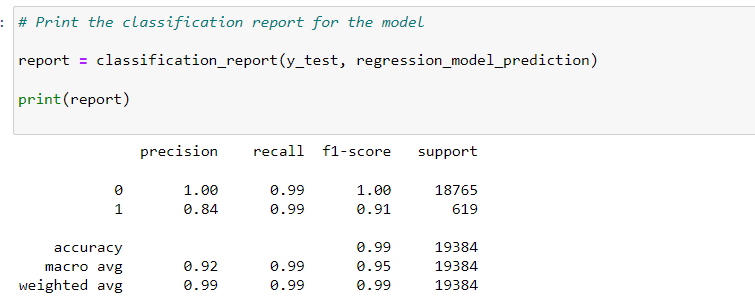 : # Print the classification report for the model
report = classification_report(y_test, regression_model_prediction)
print(report)
precision recall f1-score support
0 1.00 0.99 1.00 18765
1 0.84 0.99 0.91 619
accuracy 0.99 19384
macro avg 0.92 0.99 0.95 19384
weighted avg 0.99 0.99 0.99 19384